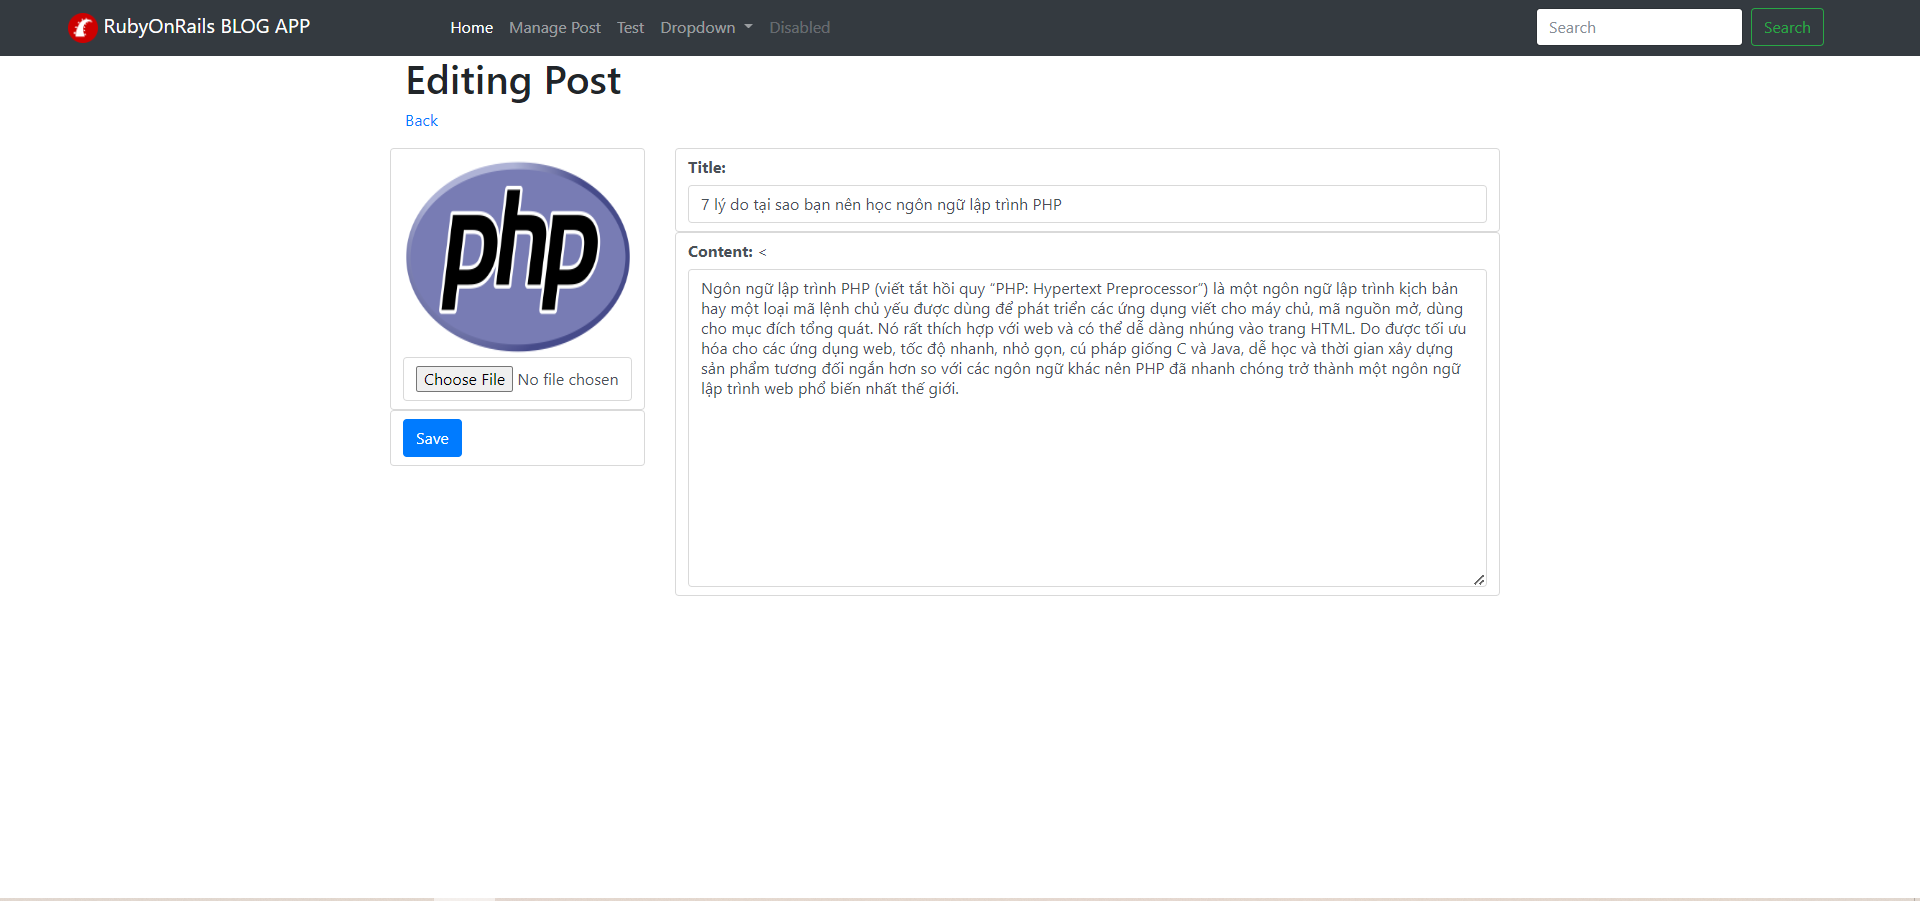 RubyOnRails BLOG APP
Home Manage Post Test Dropdown Disabled
Search Search
Editing Post
Back
php
Choose File No file chosen
Save
Title:
7 lý do tại sao bạn nên học ngôn ngữ lập trình PHP
Content: <
Ngôn ngữ lập trình PHP (viết tắt hồi quy “PHP: Hypertext Preprocessor”) là một ngôn ngữ lập trình kịch bản
hay một loại mã lệnh chủ yếu được dùng để phát triển các ứng dụng viết cho máy chủ, mã nguồn mở, dùng
cho mục đích tổng quát. Nó rất thích hợp với web và có thể dễ dàng nhúng vào trang HTML. Do được tối ưu
hóa cho các ứng dụng web, tốc độ nhanh, nhỏ gọn, cú pháp giống C và Java, dễ học và thời gian xây dựng
sản phẩm tương đối ngắn hơn so với các ngôn ngữ khác nên PHP đã nhanh chóng trở thành một ngôn ngữ
lập trình web phổ biến nhất thế giới.